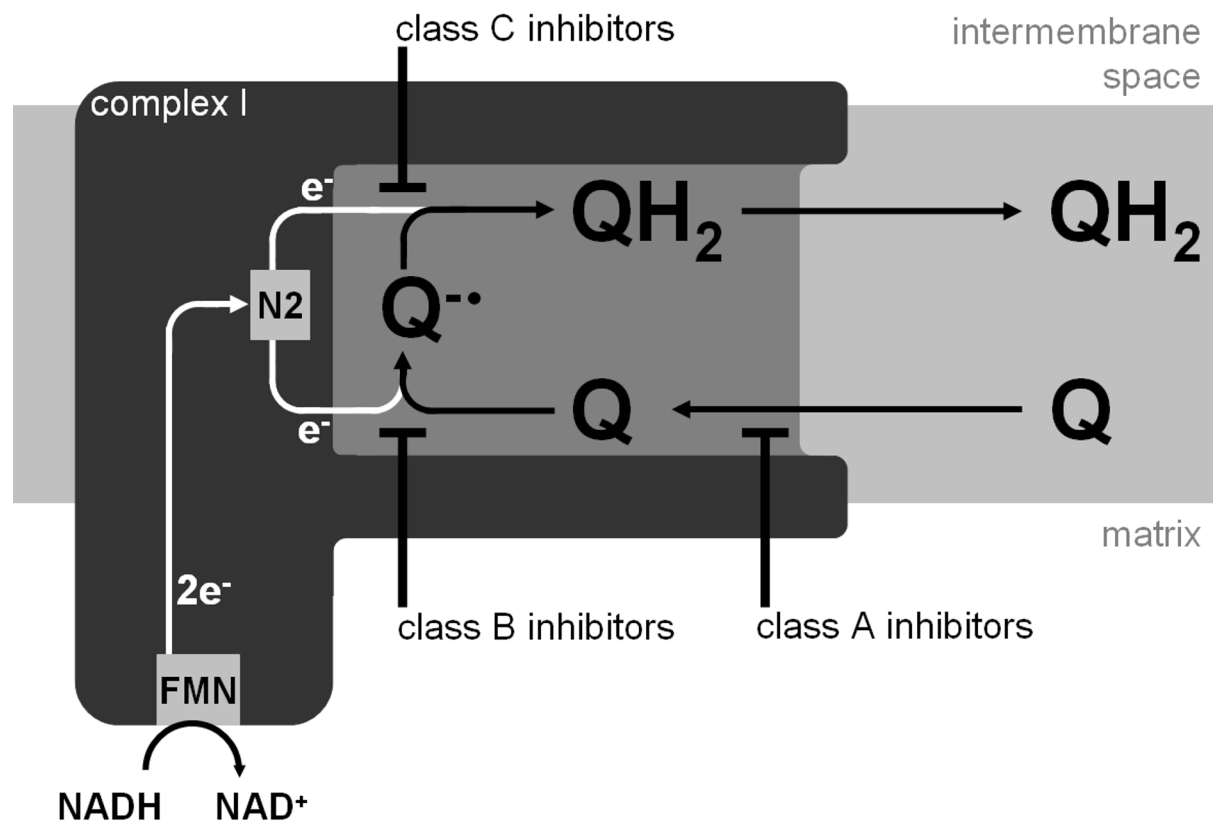 class C inhibitors
intermembrane
space
complex I
e-
QH2
QH2
Q-•
N2
Q
Q
e-
matrix
2e-
class B inhibitors
class A inhibitors
FMN
NADH
NAD+